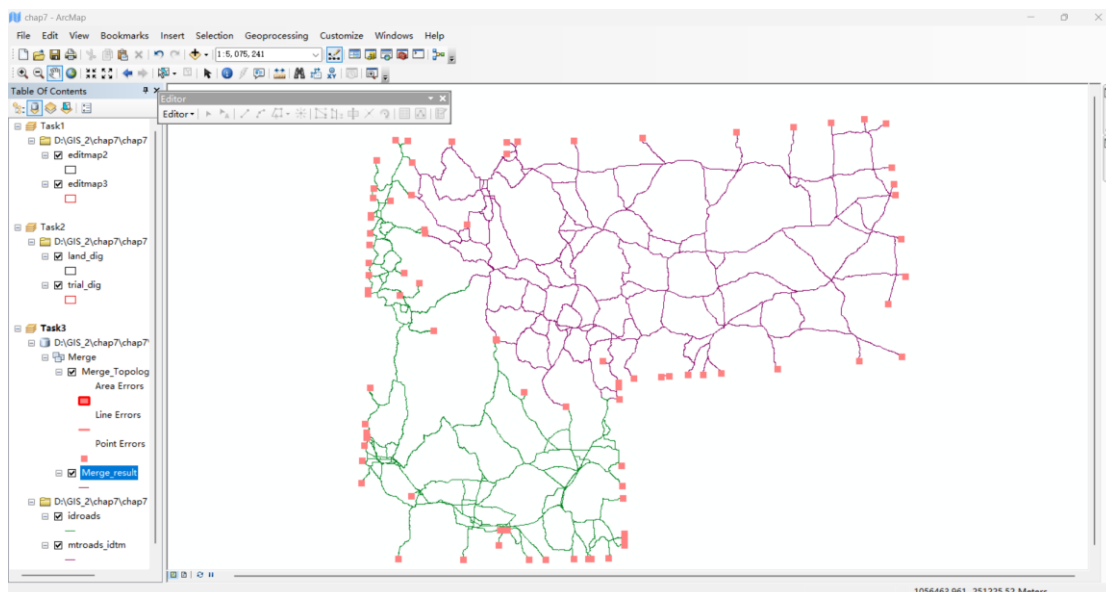 chap7 - ArcMap
File Edit View Bookmarks Insert Selection Geoprocessing Customize Windows Help
1:5,075,241
Table Of Contents
Editor
Editor
Task1
D:\GIS_2\chap7\chap7
editmap2
editmap3
Task2
D:\GIS_2\chap7\chap7
land_dig
trial_dig
Task3
D:\GIS_2\chap7\chap7
Merge
Merge_Topolog
Area Errors
Line Errors
Point Errors
Merge_result
D:\GIS_2\chap7\chap7
idroads
mtroads_idtm
1056463.961 251225.52 Meters